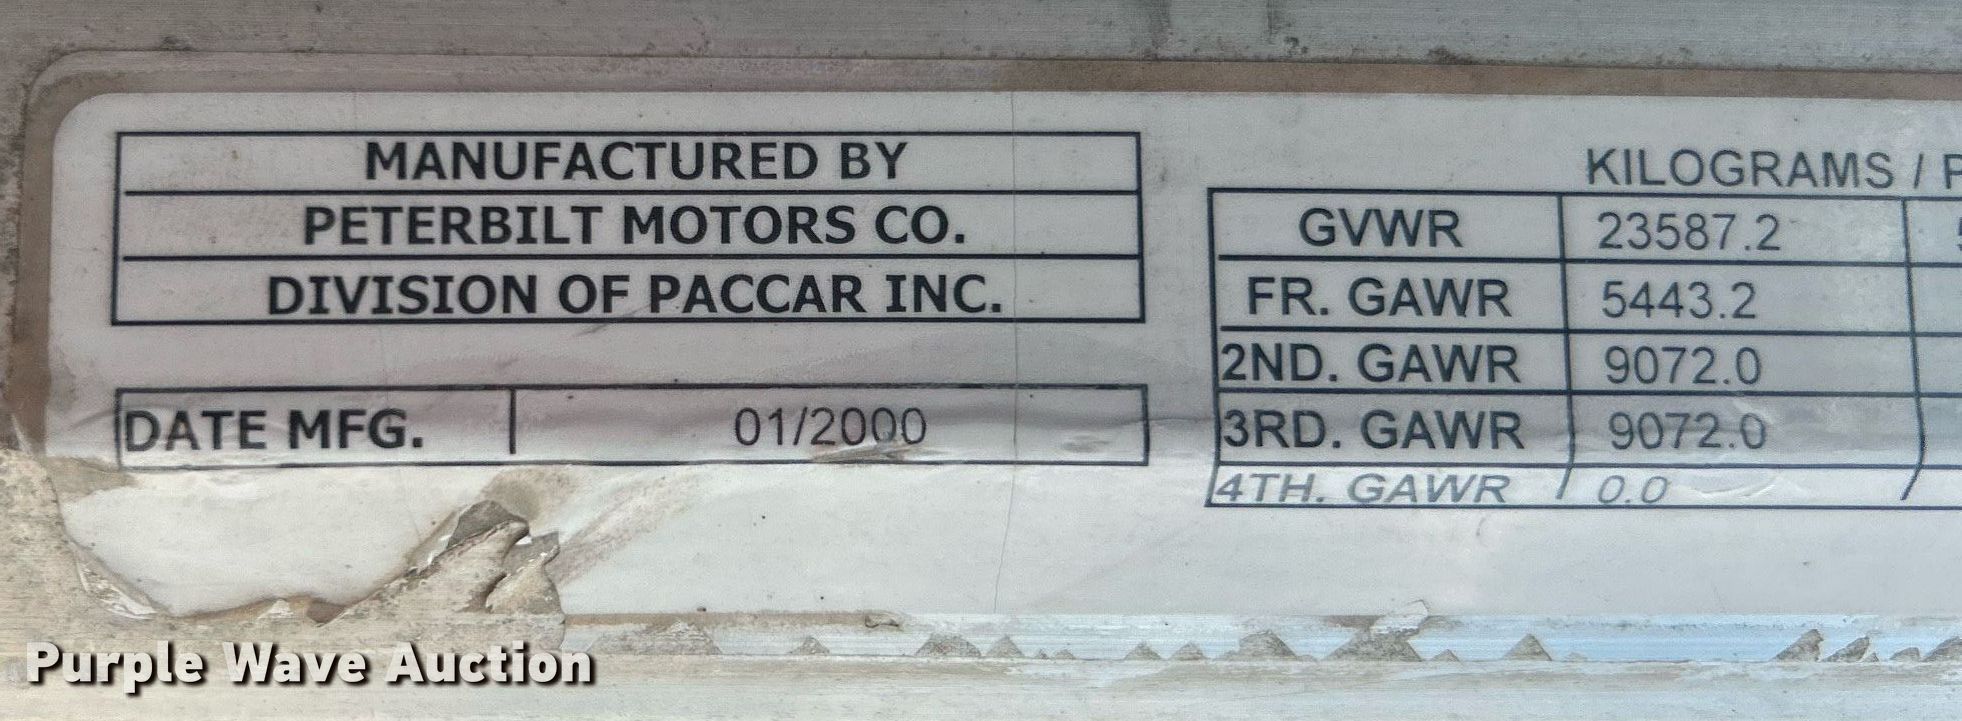 MANUFACTURED BY
PETERBILT MOTORS CO.
DIVISION OF PACCAR INC.
DATE MFG. 01/2000
KILOGRAMS / P
GVWR 23587.2 5
FR. GAWR 5443.2
2ND. GAWR 9072.0
3RD. GAWR 9072.0
4TH. GAWR 0.0
Purple Wave Auction